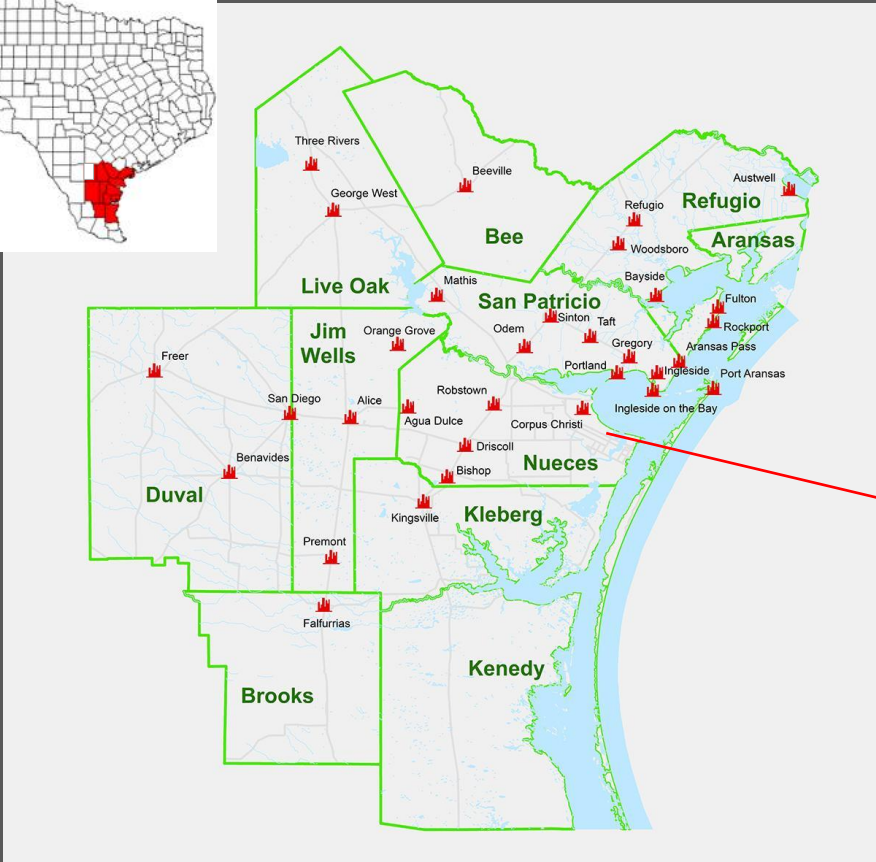 Three Rivers
George West
Beeville
Austwell
Refugio
Refugio
Woodsboro
Aransas
Bee
Live Oak
Mathis
Bayside
San Patricio
Fulton
Sinton
Taft
Rockport
Odem
Gregory
Aransas Pass
Portland
Ingleside
Port Aransas
Ingleside on the Bay
Jim
Wells
Orange Grove
Freer
San Diego
Alice
Robstown
Agua Dulce
Corpus Christi
Driscoll
Nueces
Bishop
Benavides
Duval
Kingsville
Kleberg
Premont
Falfurrias
Brooks
Kenedy